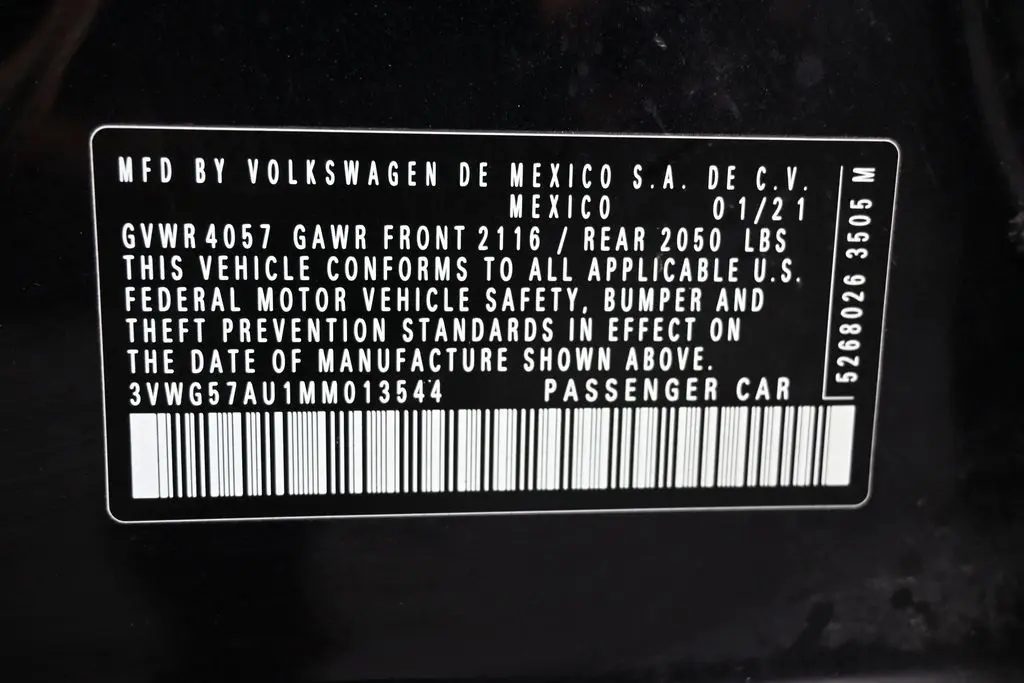 MFD BY VOLKSWAGEN DE MEXICO S.A. DE C.V.
MEXICO 01/21
GVWR 4057 GAWR FRONT 2116 / REAR 2050 LBS
THIS VEHICLE CONFORMS TO ALL APPLICABLE U.S.
FEDERAL MOTOR VEHICLE SAFETY, BUMPER AND
THEFT PREVENTION STANDARDS IN EFFECT ON
THE DATE OF MANUFACTURE SHOWN ABOVE.
3VWG57AU1MM013544 PASSENGER CAR
5268026 3505 M